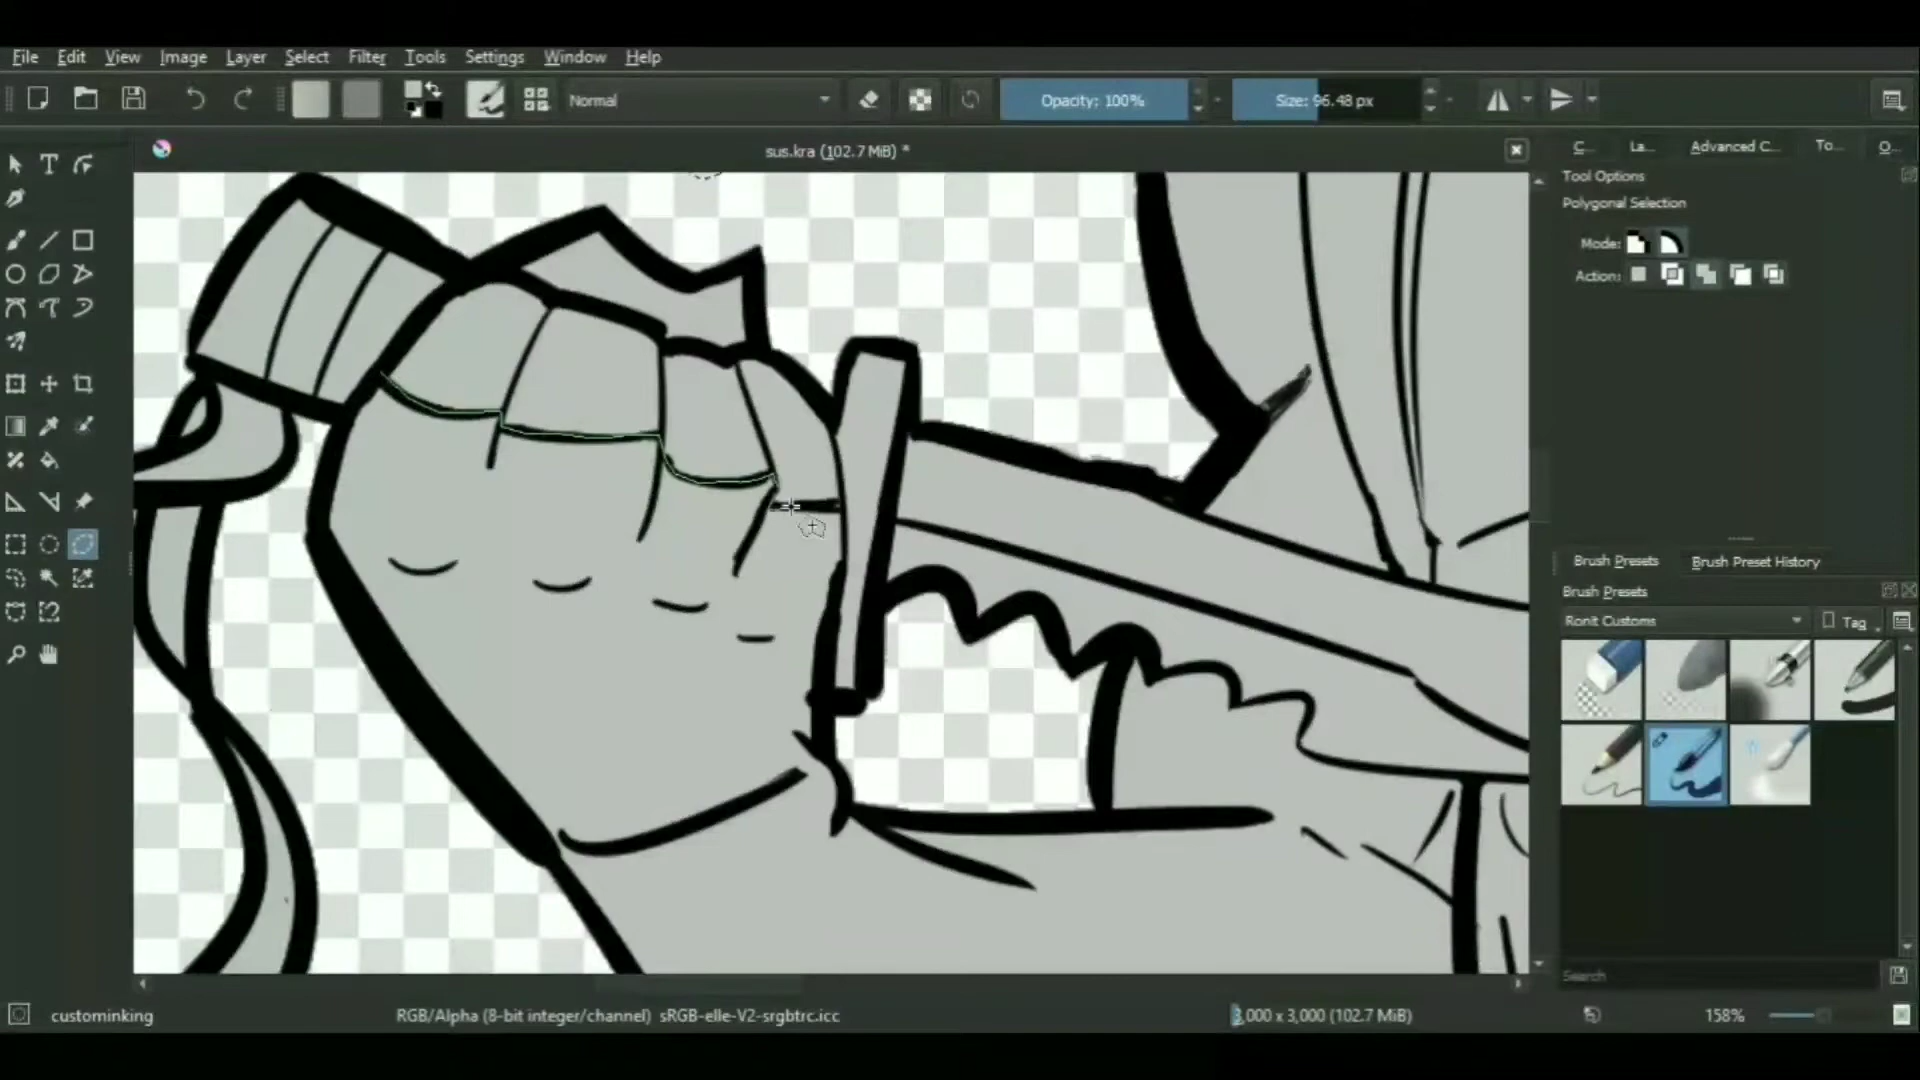 File Edit View Image Layer Select Filter Tools Settings Window Help
Normal
Opacity: 100%
Size: 96.48 px
sus.kra (102.7 MiB) *
C... La... Advanced C... To... O...
Tool Options
Polygonal Selection
Mode:
Action:
Brush Presets Brush Preset History
Brush Presets
Ronit Customs
Tag
Search
custominking
RGB/Alpha (8-bit integer/channel) sRGB-elle-V2-srgbtrc.icc
3,000 x 3,000 (102.7 MiB)
158%